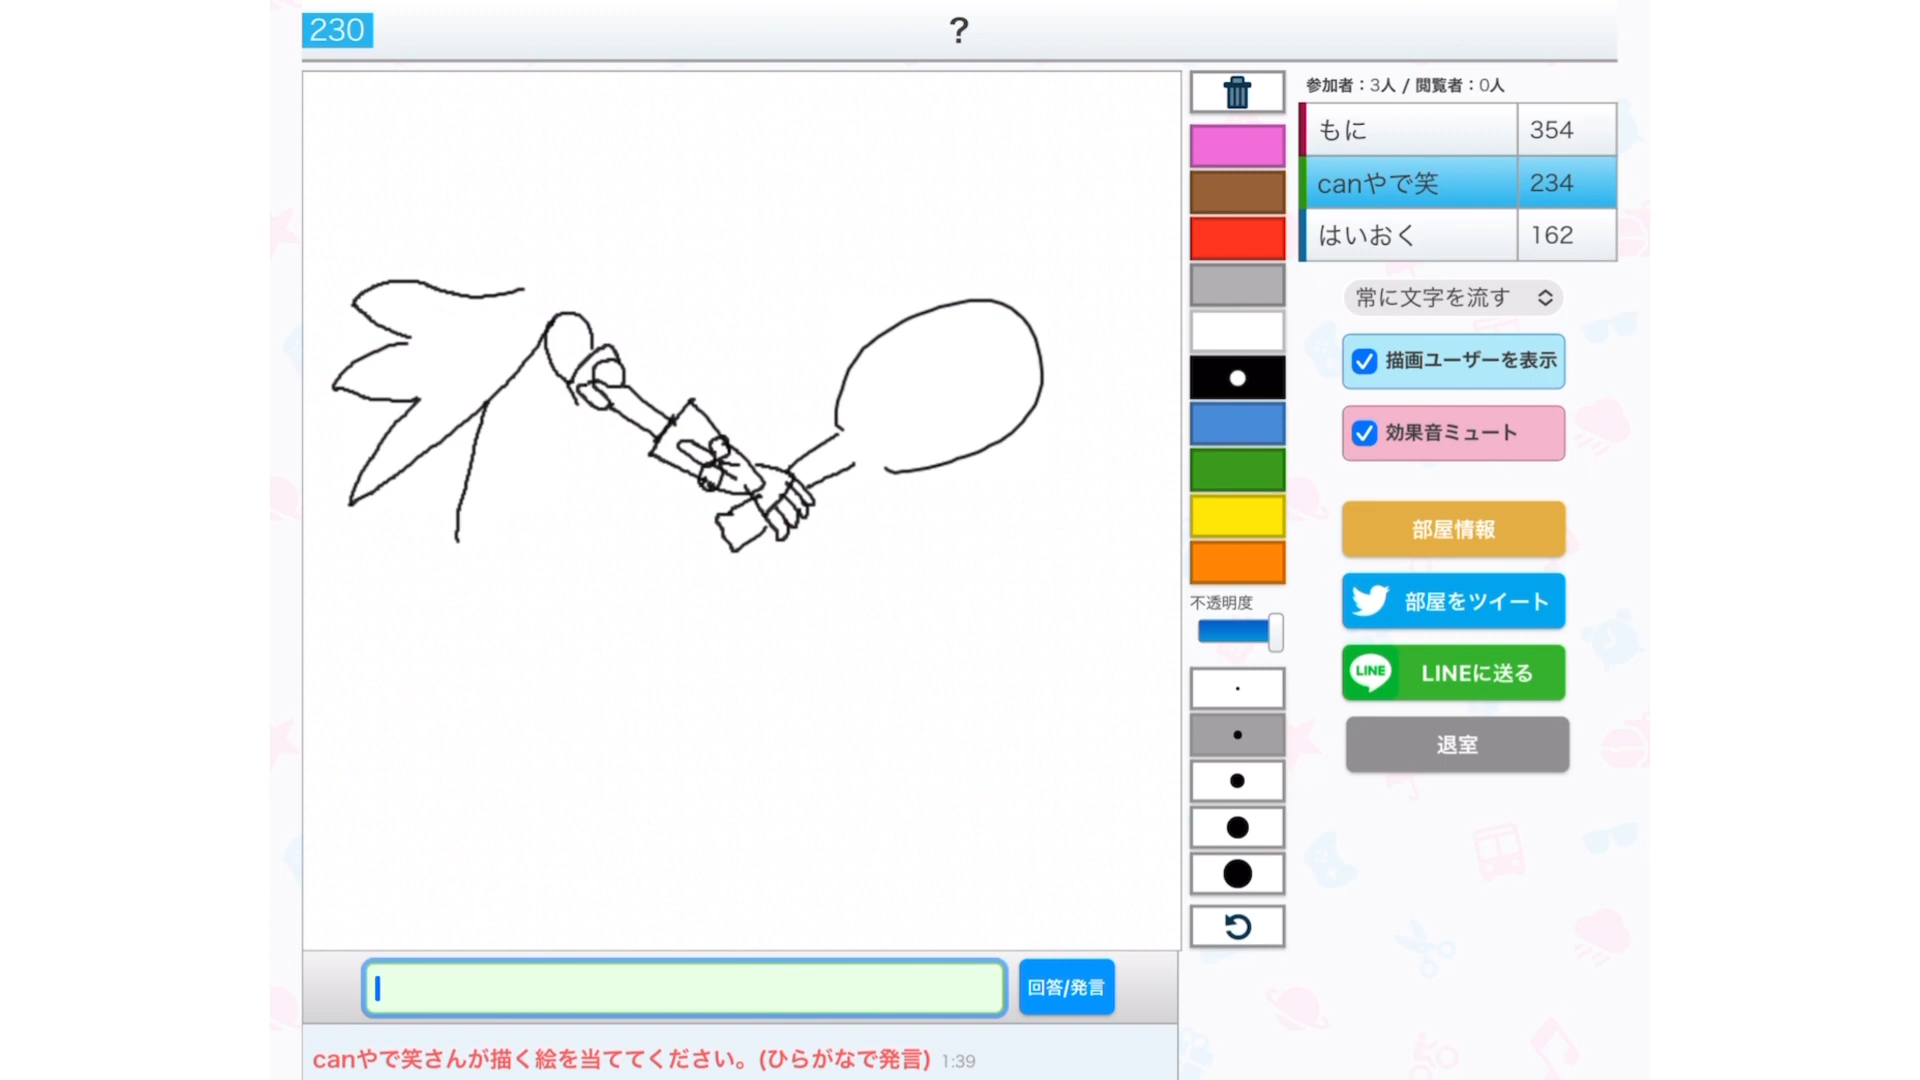 230
?
参加者：3人 / 閲覧者：0人
もに 354
canやで笑 234
はいおく 162
常に文字を流す
描画ユーザーを表示
効果音ミュート
部屋情報
部屋をツイート
LINE LINEに送る
退室
不透明度
回答/発言
canやで笑さんが描く絵を当ててください。(ひらがなで発言) 1:39